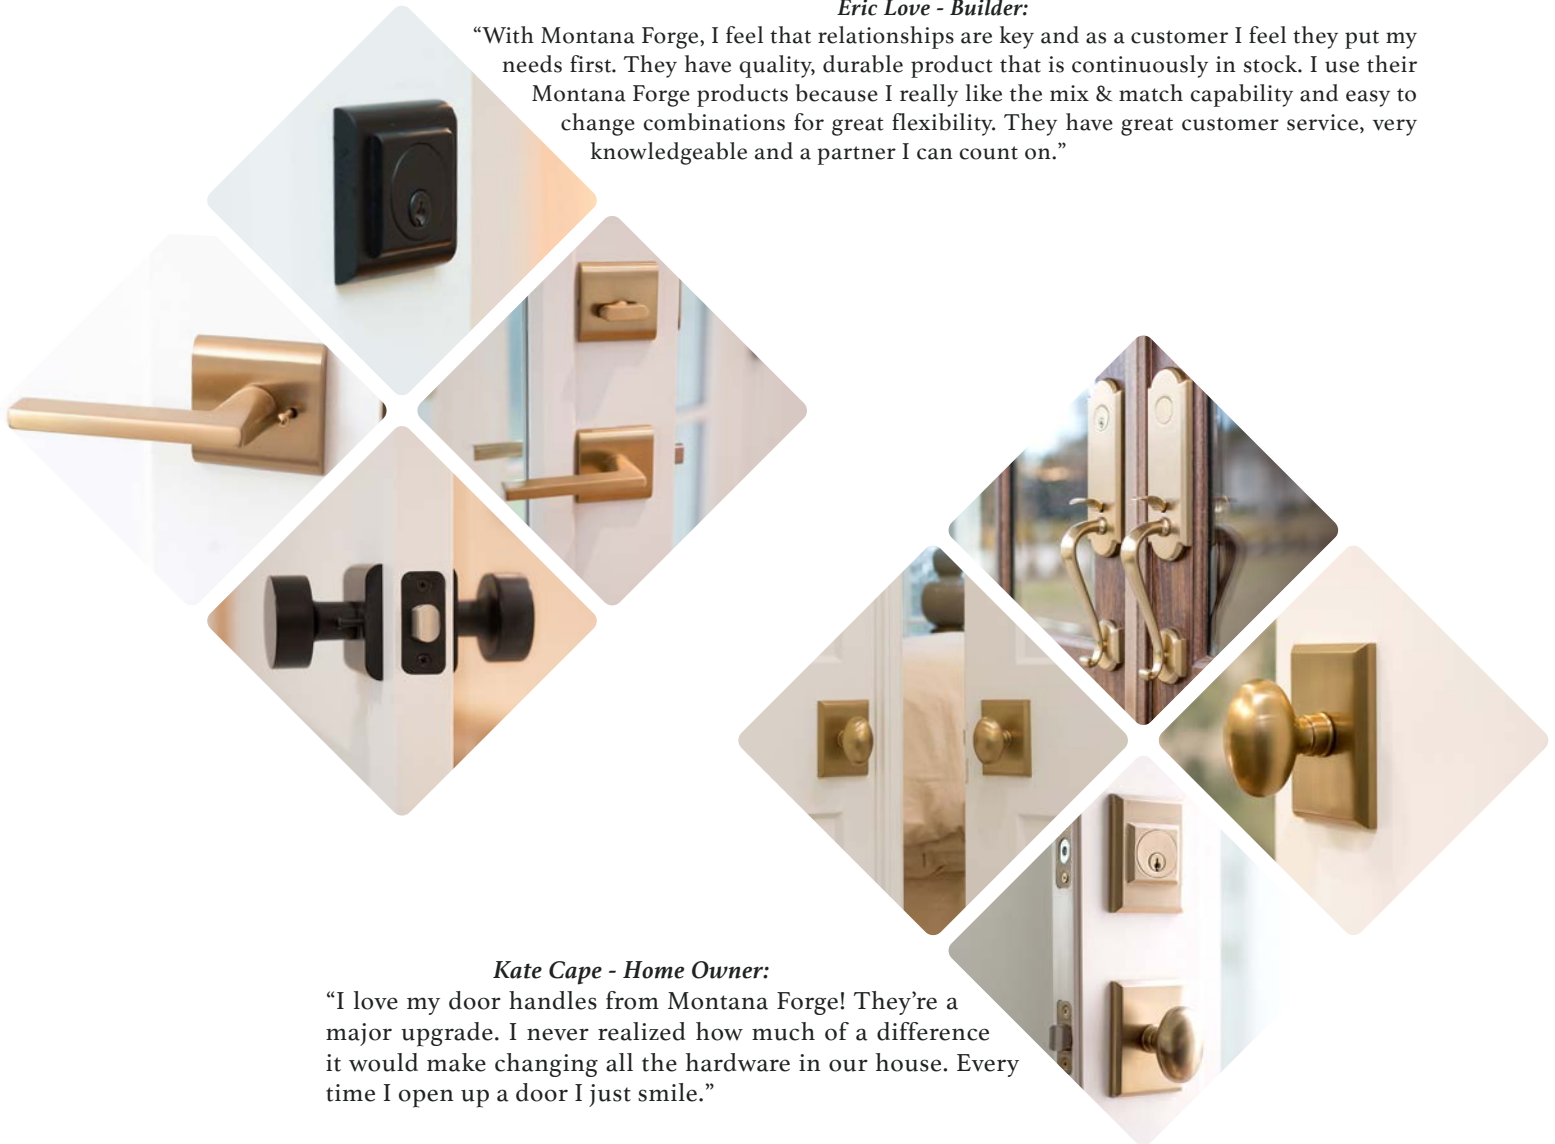 Eric Love - Builder:
“With Montana Forge, I feel that relationships are key and as a customer I feel they put my
needs first. They have quality, durable product that is continuously in stock. I use their
Montana Forge products because I really like the mix & match capability and easy to
change combinations for great flexibility. They have great customer service, very
knowledgeable and a partner I can count on.”
Kate Cape - Home Owner:
“I love my door handles from Montana Forge! They’re a
major upgrade. I never realized how much of a difference
it would make changing all the hardware in our house. Every
time I open up a door I just smile.”